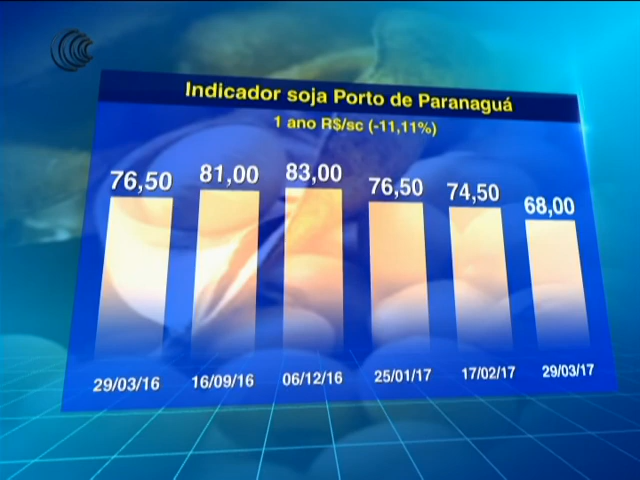 Indicador soja Porto de Paranaguá
1 ano R$/sc (-11,11%)
76,50 81,00 83,00 76,50 74,50 68,00
29/03/16 16/09/16 06/12/16 25/01/17 17/02/17 29/03/17